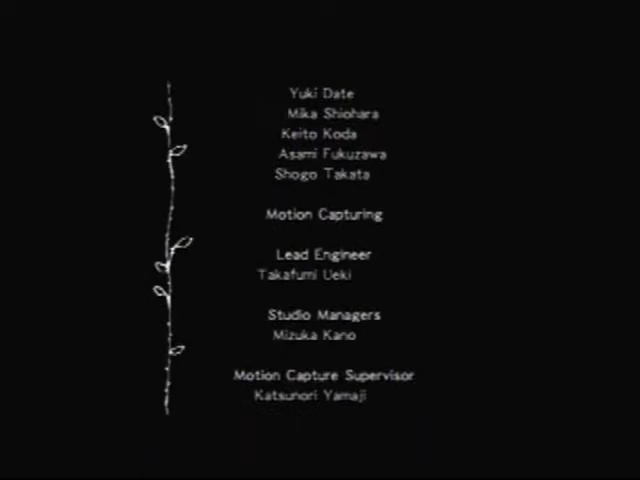 Yuki Date
Mika Shiohara
Keito Koda
Asami Fukuzawa
Shogo Takata
Motion Capturing
Lead Engineer
Takafumi Ueki
Studio Managers
Mizuka Kano
Motion Capture Supervisor
Katsunori Yamaji